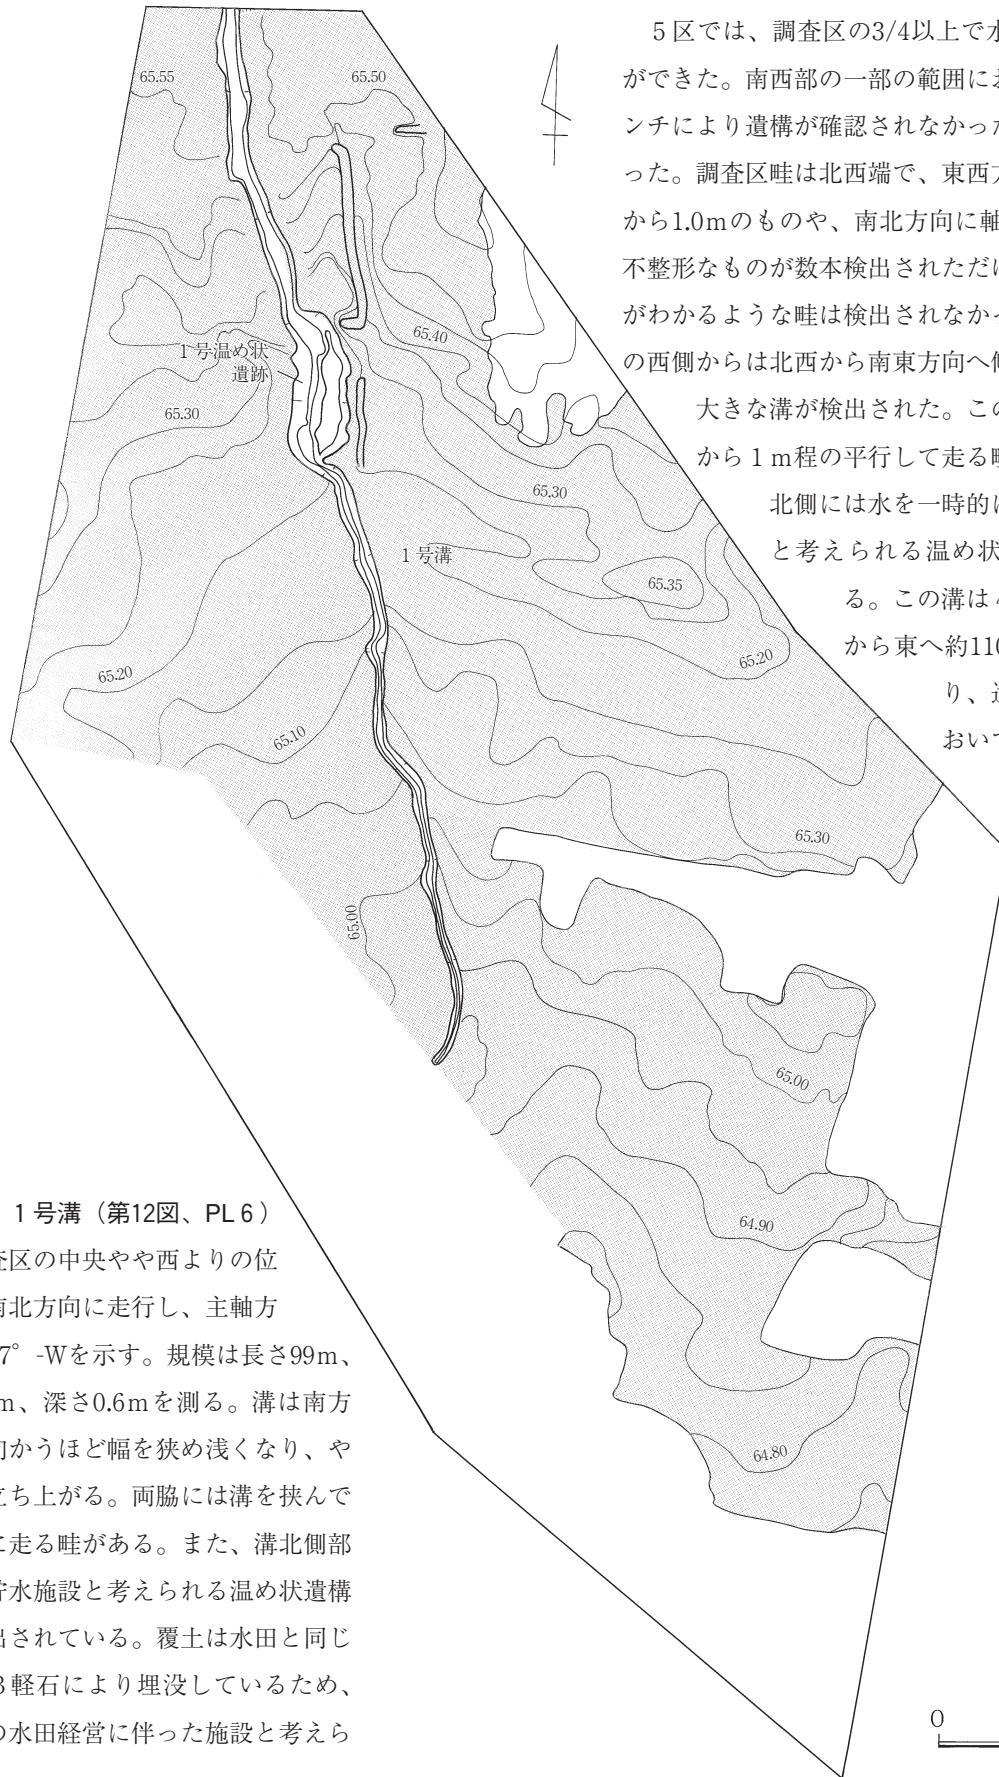 5区では、調査区の3/4以上で水
ができた。南西部の一部の範囲にお
ンチにより遺構が確認されなかった
った。調査区畦は北西端で、東西方
から1.0mのものや、南北方向に軸
不整形なものが数本検出されただけ
がわかるような畦は検出されなかっ
の西側からは北西から南東方向へ
大きな溝が検出された。この
から1m程の平行して走る畦
北側には水を一時的に
と考えられる温め状
る。この溝は
から東へ約110
り、
おいて
65.55
65.50
65.40
1号温め状
遺跡
65.30
65.30
1号溝
65.35
65.20
65.20
65.10
65.30
65.00
65.00
64.90
64.80
1号溝（第12図、PL6）
査区の中央やや西よりの位
南北方向に走行し、主軸方
7°-Wを示す。規模は長さ99m、
m、深さ0.6mを測る。溝は南方
向かうほど幅を狭め浅くなり、や
立ち上がる。両脇には溝を挟んで
に走る畦がある。また、溝北側部
貯水施設と考えられる温め状遺構
出されている。覆土は水田と同じ
B軽石により埋没しているため、
の水田経営に伴った施設と考えら
0